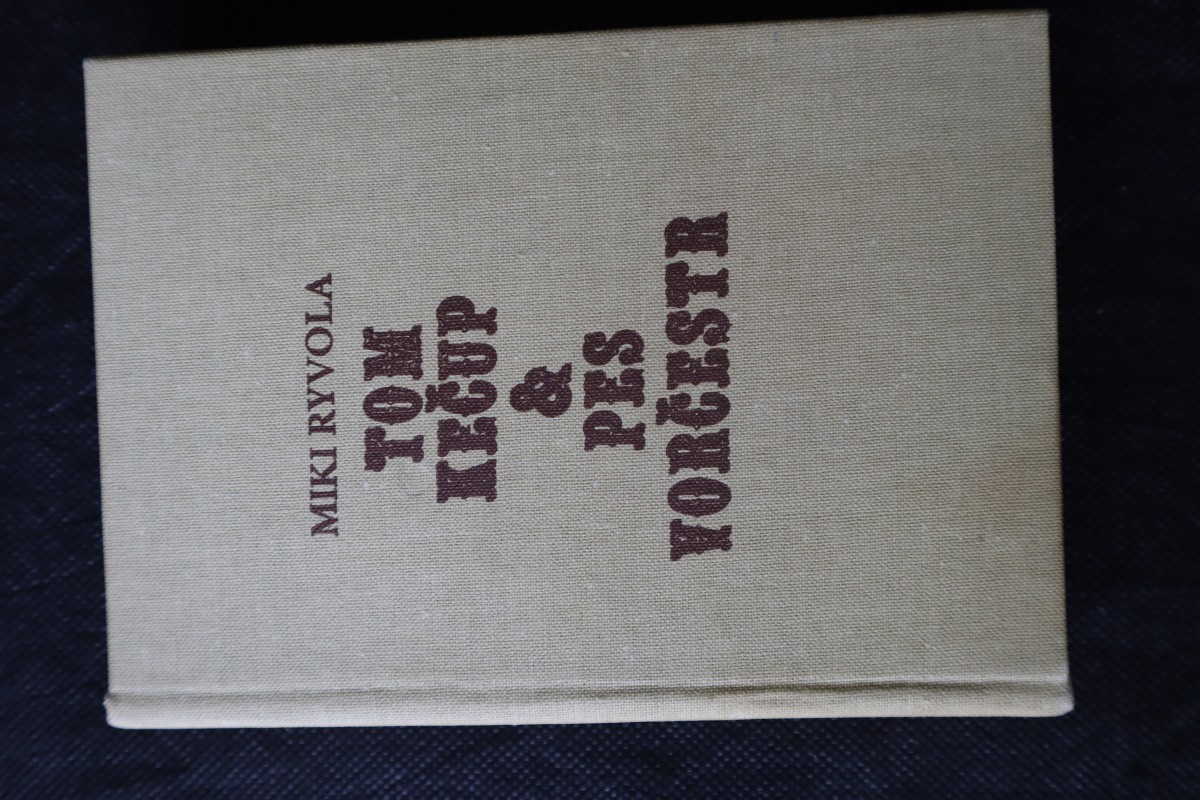 MIKI RYVOLA
TOM
KEČUP
&
PES
VORČESTR